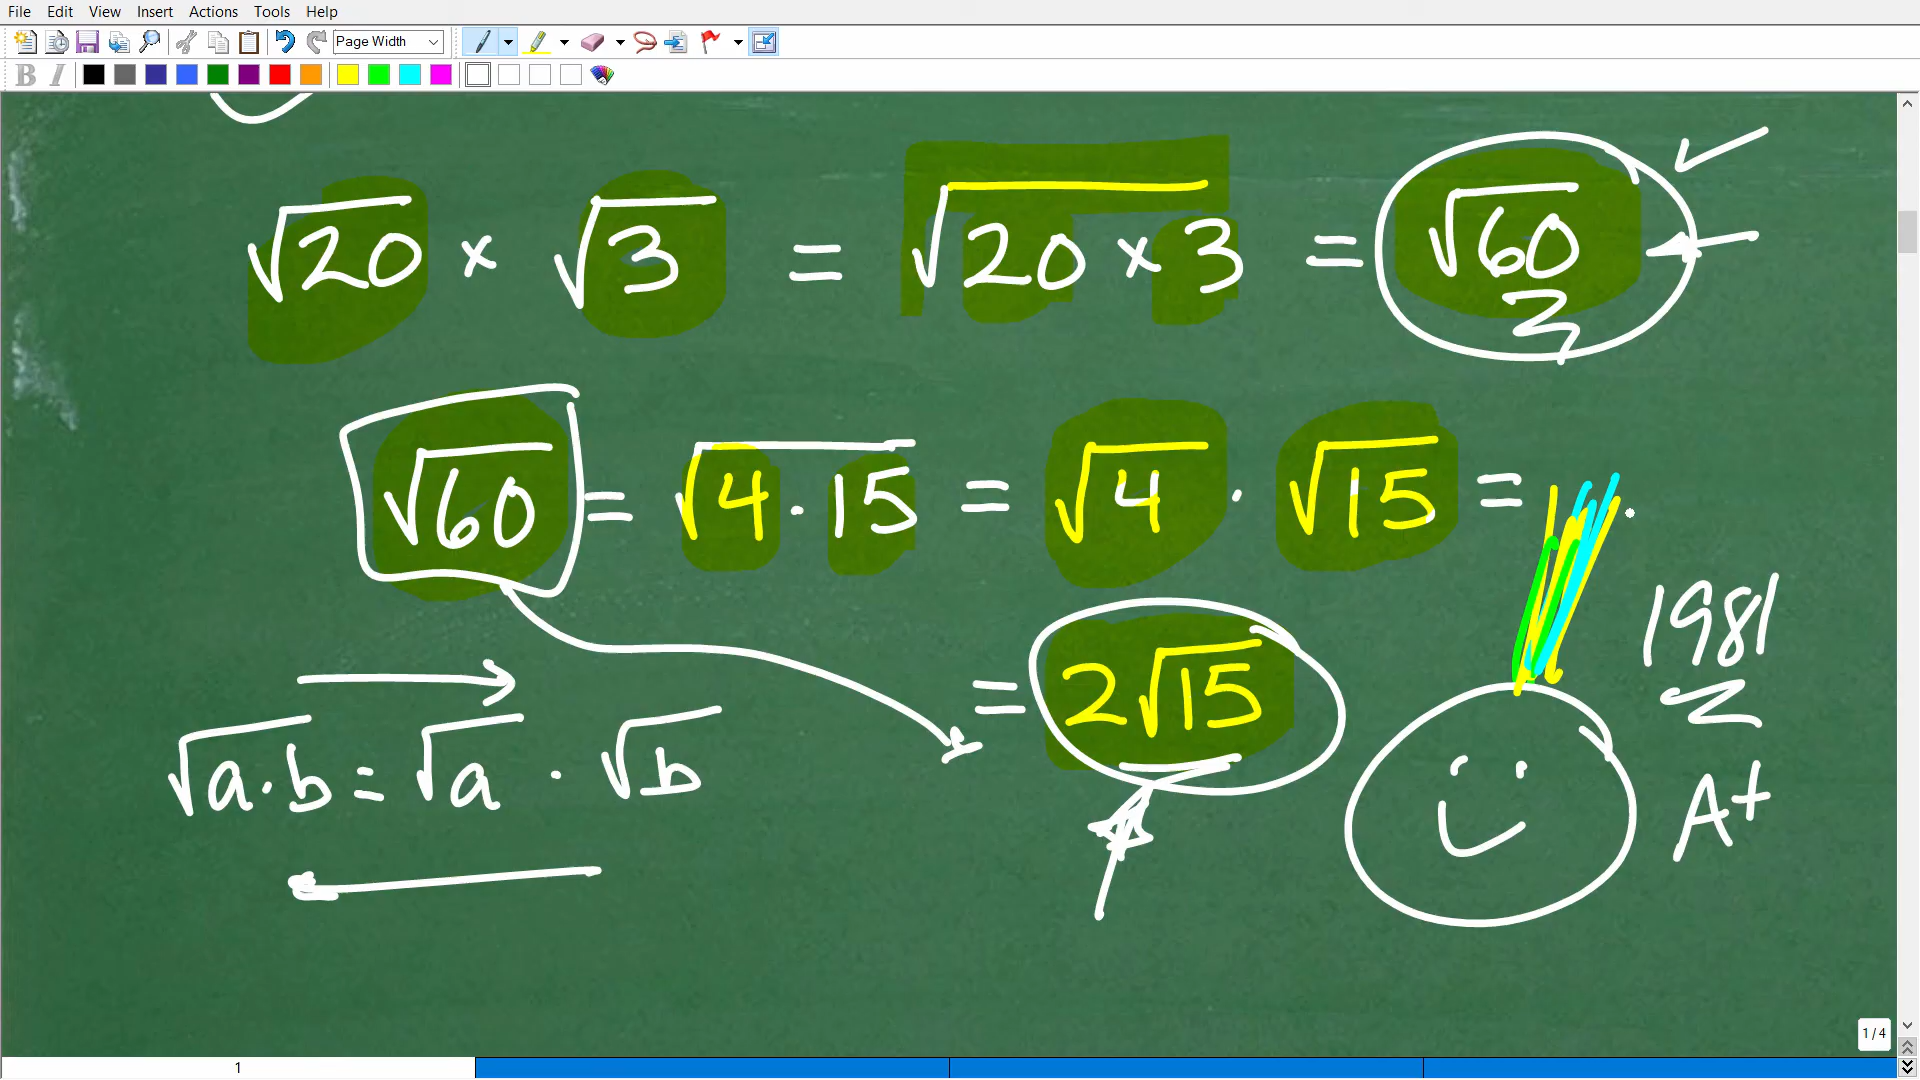 File Edit View Insert Actions Tools Help
Page Width
B I
√20 × √3 = √20 × 3 = √60
√60 = √4 · 15 = √4 · √15 =
= 2√15
1981
√a · b = √a · √b
A+
1 / 4
1